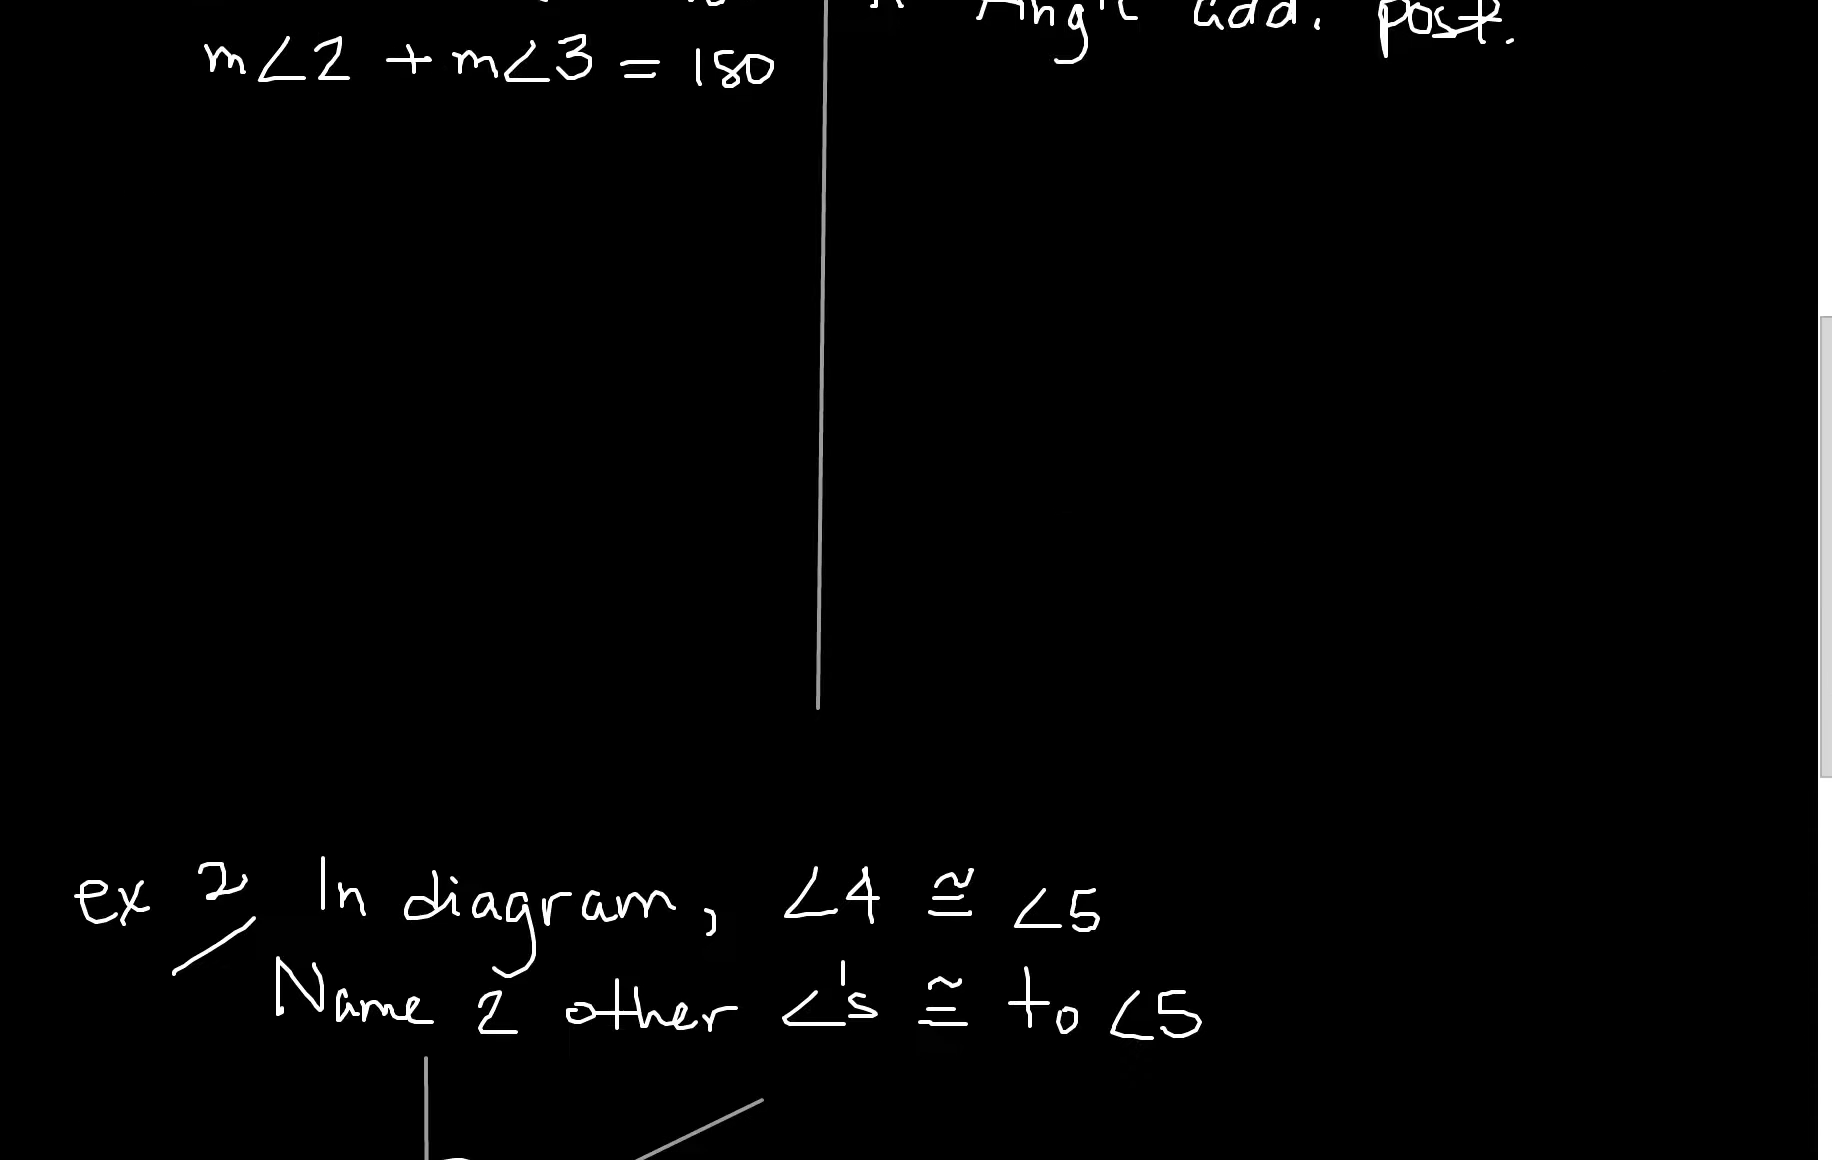 Angle add. post.
m∠2 + m∠3 = 180
ex 2 In diagram, ∠4 ≅ ∠5
Name 2 other ∠'s ≅ to ∠5